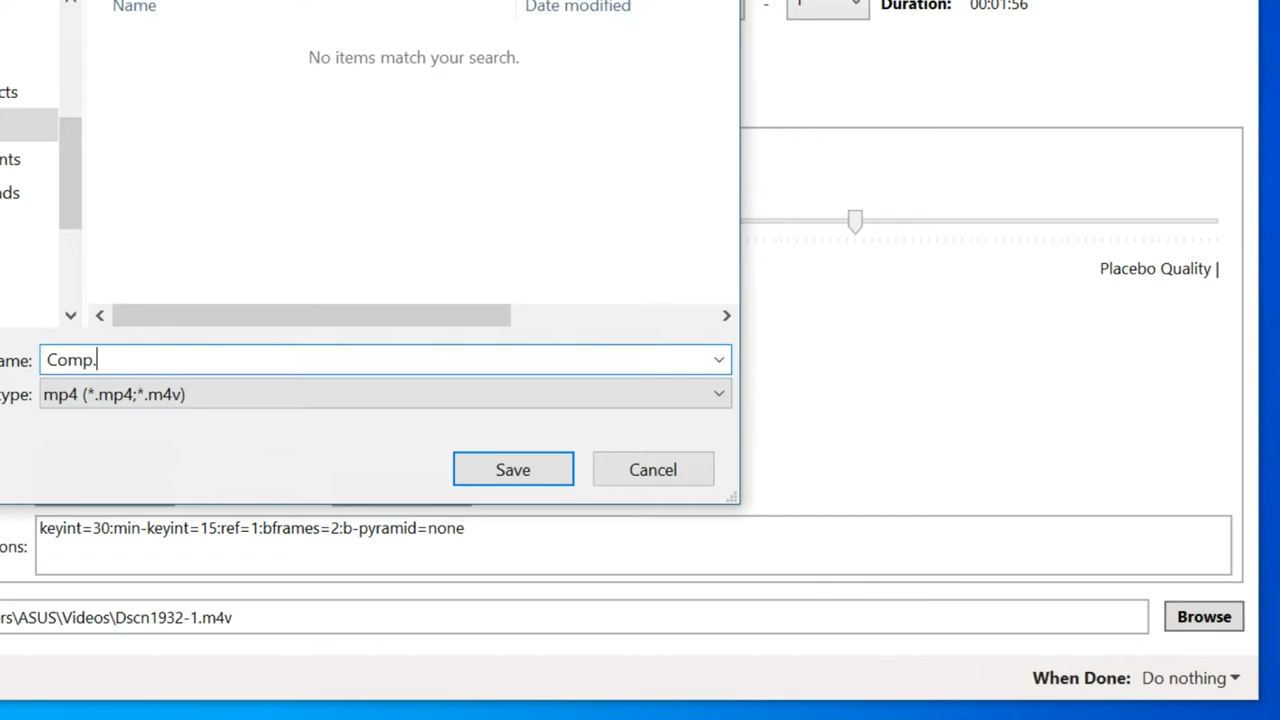 Name
Date modified
Duration:
00:01:56
No items match your search.
cts
nts
ds
Placebo Quality |
ame:
Comp.
type:
mp4 (*.mp4;*.m4v)
Save
Cancel
ons:
keyint=30:min-keyint=15:ref=1:bframes=2:b-pyramid=none
rs\ASUS\Videos\Dscn1932-1.m4v
Browse
When Done:
Do nothing